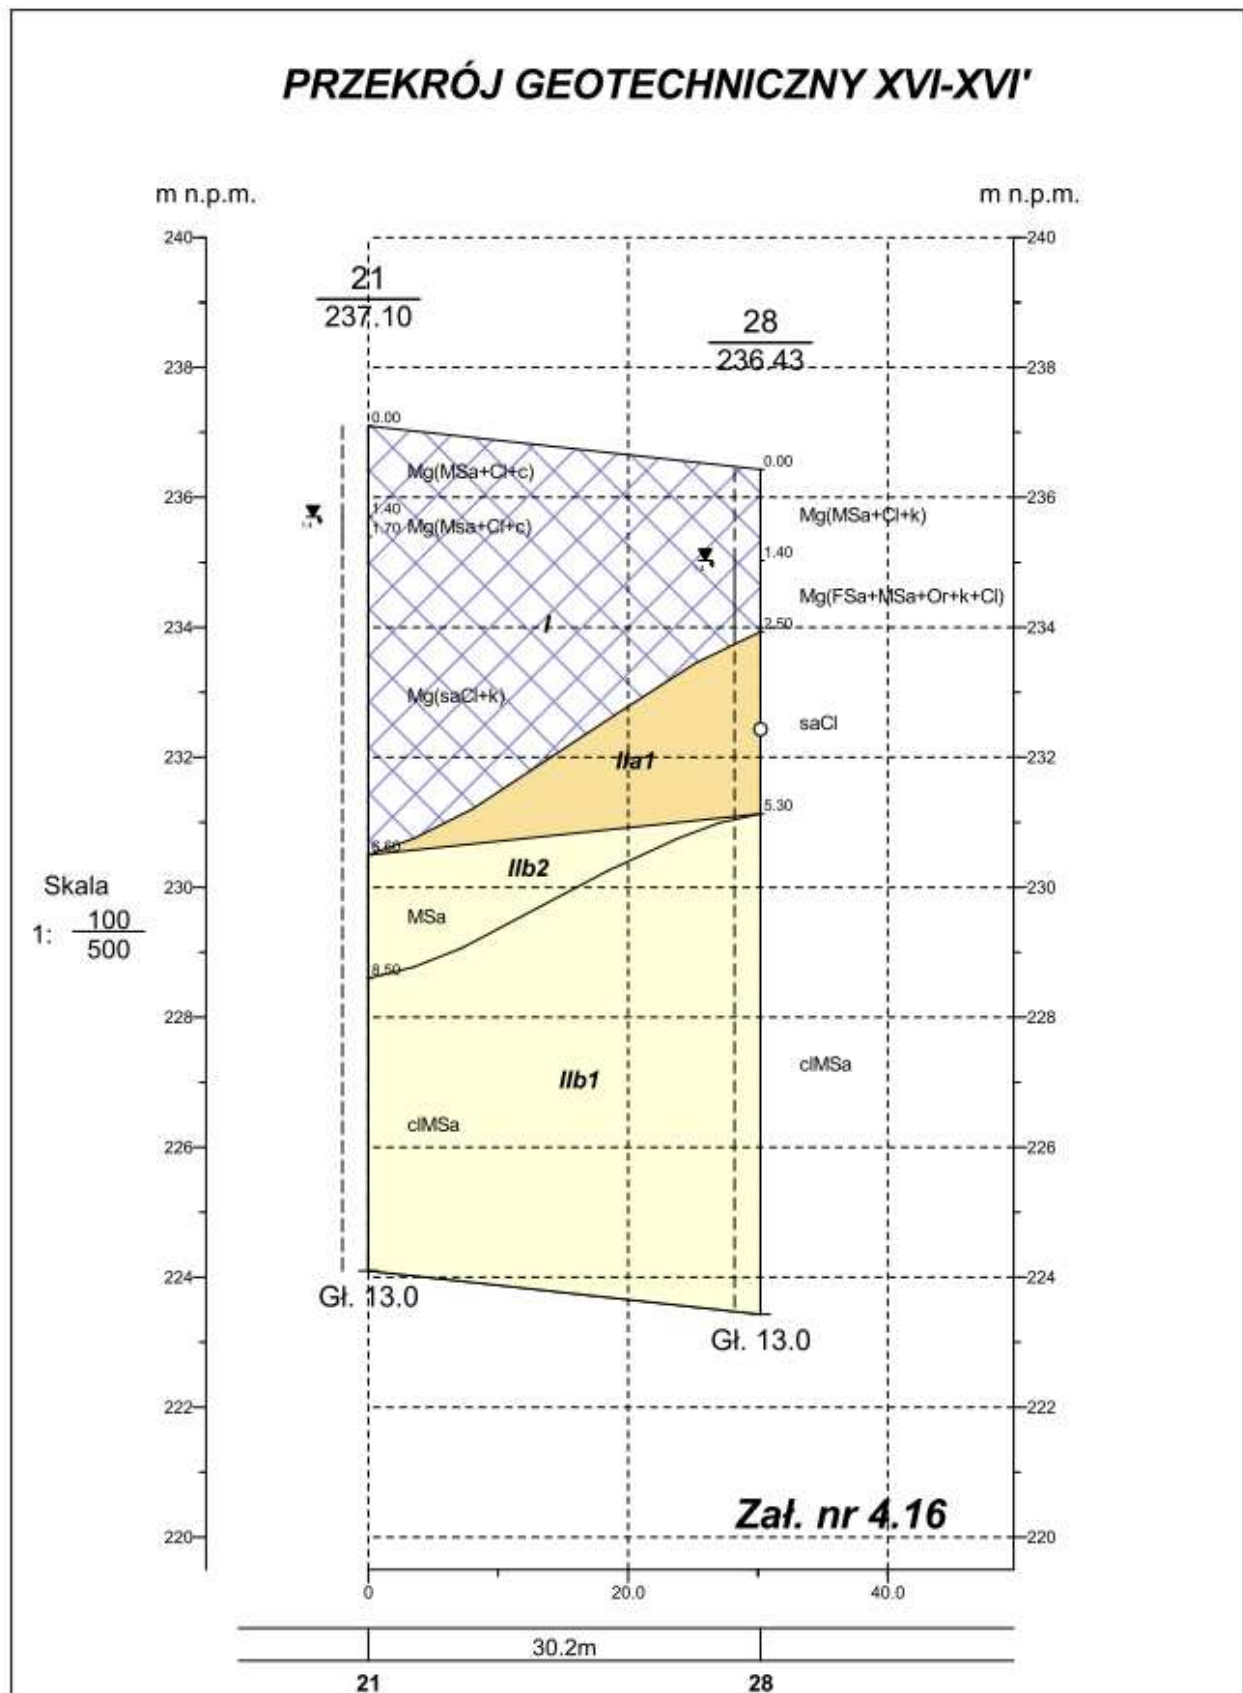 PRZEKRÓJ GEOTECHNICZNY XVI-XVI'
m n.p.m.
m n.p.m.
240
240
21
237.10
28
236.43
238
238
0.00
0.00
Mg(MSa+Cl+c)
236
236
1.40
Mg(MSa+Cl+k)
1.70
Mg(Msa+Cl+c)
1.40
Mg(FSa+MSa+Or+k+Cl)
234
I
2.50
234
Mg(saCl+k)
saCl
232
IIa1
232
5.30
6.60
IIb2
Skala
1: 100
500
230
230
MSa
8.50
228
228
IIb1
clMSa
clMSa
226
226
224
224
Gł. 13.0
Gł. 13.0
222
222
Zał. nr 4.16
220
220
0
20.0
40.0
30.2m
21
28